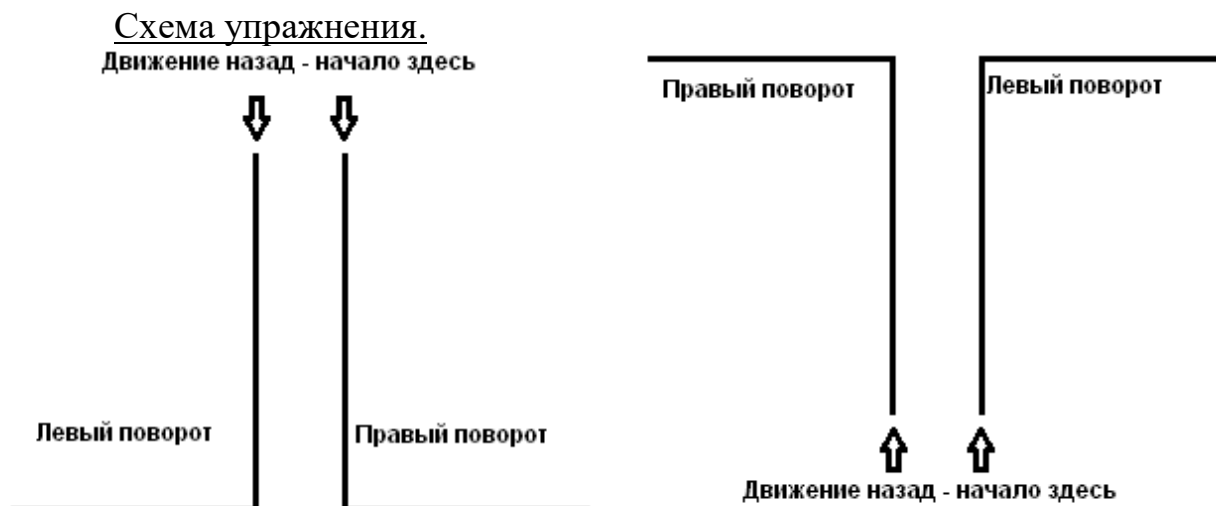 Схема упражнения.
Движение назад - начало здесь
Левый поворот
Правый поворот
Правый поворот
Левый поворот
Движение назад - начало здесь